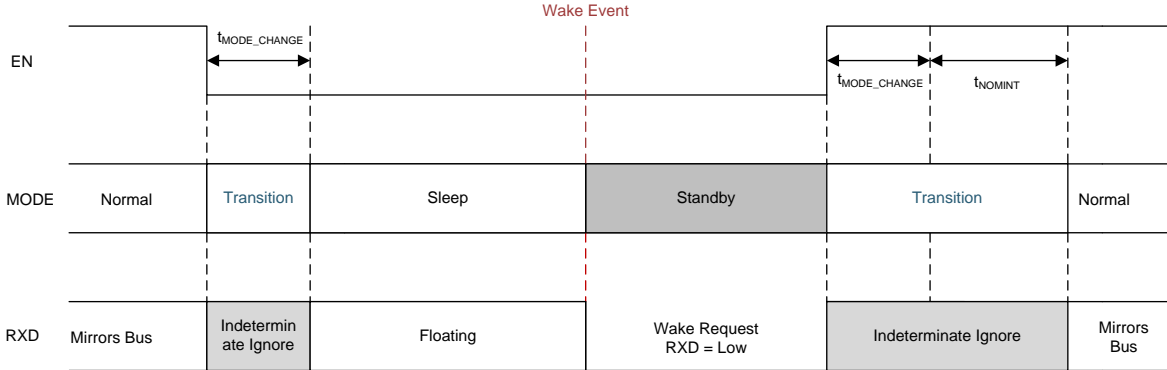 Wake Event
EN
tMODE_CHANGE
tMODE_CHANGE
tNOMINT
MODE
Normal
Transition
Sleep
Standby
Transition
Normal
RXD
Mirrors Bus
Indetermin
ate Ignore
Floating
Wake Request
RXD = Low
Indeterminate Ignore
Mirrors
Bus